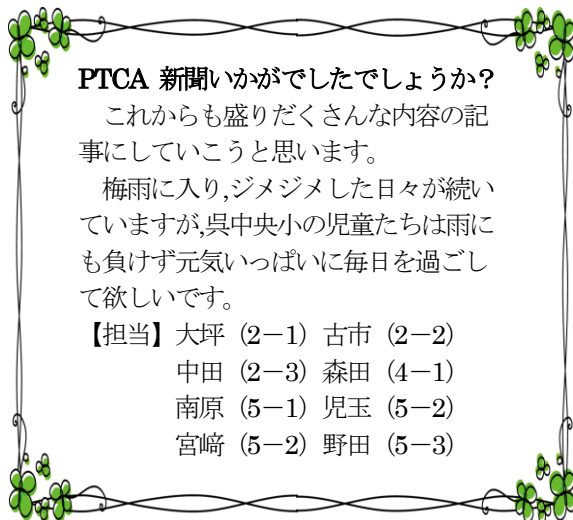 PTCA 新聞いかがでしたでしょうか？
　これからも盛りだくさんな内容の記
事にしていこうと思います。
　梅雨に入り,ジメジメした日々が続い
ていますが,呉中央小の児童たちは雨に
も負けず元気いっぱいに毎日を過ごし
て欲しいです。
【担当】大坪（2－1）古市（2－2）
中田（2－3）森田（4－1）
南原（5－1）児玉（5－2）
宮﨑（5－2）野田（5－3）